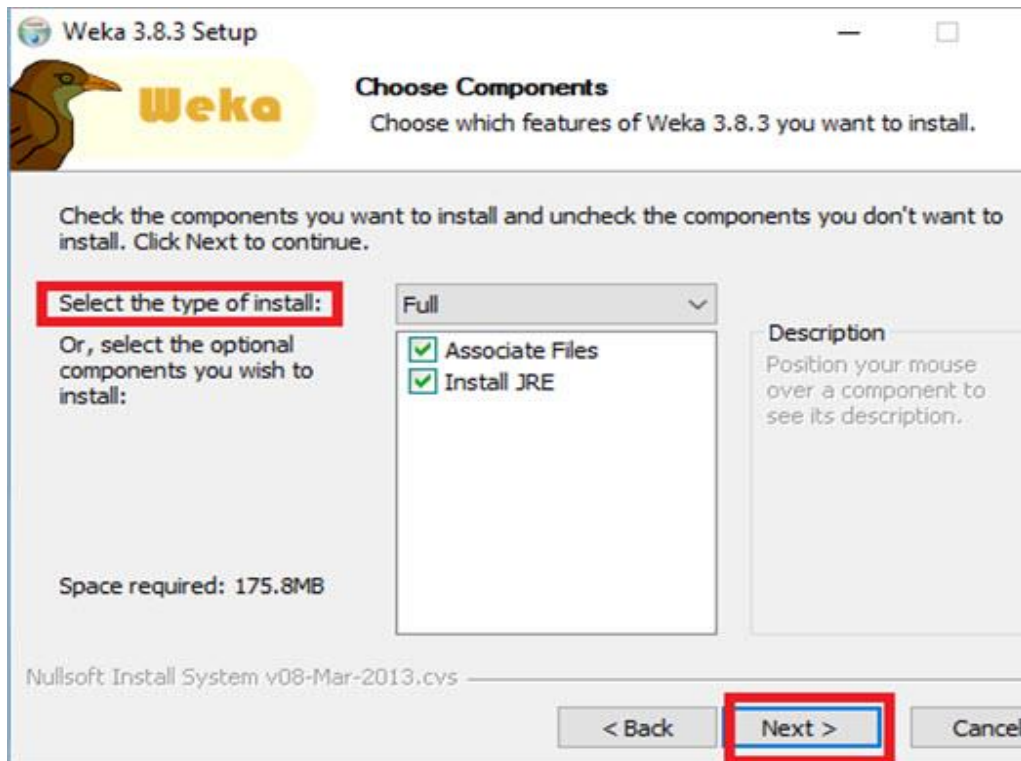 Weka 3.8.3 Setup
Weka
Choose Components
Choose which features of Weka 3.8.3 you want to install.
Check the components you want to install and uncheck the components you don't want to
install. Click Next to continue.
Select the type of install:
Full
Or, select the optional
components you wish to
install:
Associate Files
Install JRE
Description
Position your mouse
over a component to
see its description.
Space required: 175.8MB
Nullsoft Install System v08-Mar-2013.cvs
< Back
Next >
Cancel